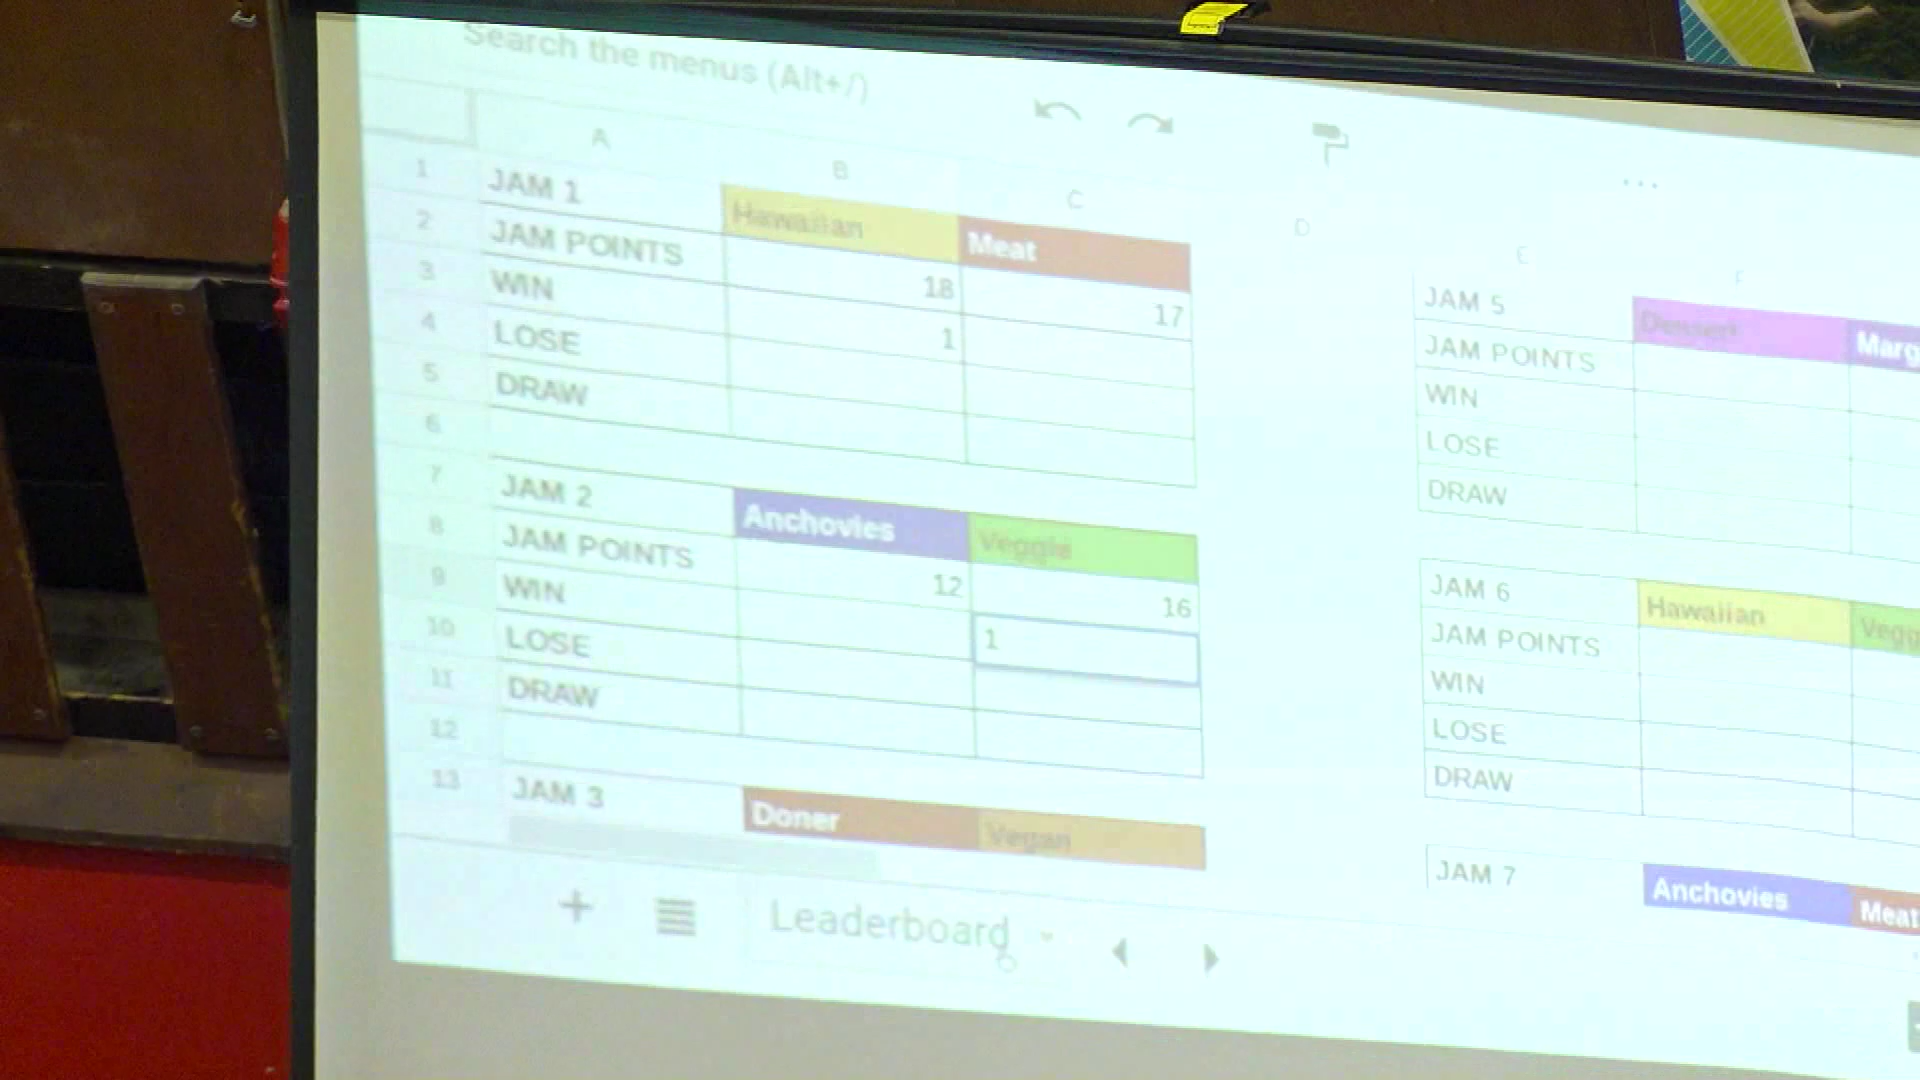 Search the menus (Alt+/)
A B C D E F
1 JAM 1 Hawaiian Meat
2 JAM POINTS 18 17
3 WIN 1
4 LOSE
5 DRAW
6
7 JAM 2 Anchovies Veggie
8 JAM POINTS 12 16
9 WIN 1
10 LOSE
11 DRAW
12
13 JAM 3 Doner Vegan
JAM 5 Dessert Marg
JAM POINTS
WIN
LOSE
DRAW
JAM 6 Hawaiian Vegg
JAM POINTS
WIN
LOSE
DRAW
JAM 7 Anchovies Meat
Leaderboard